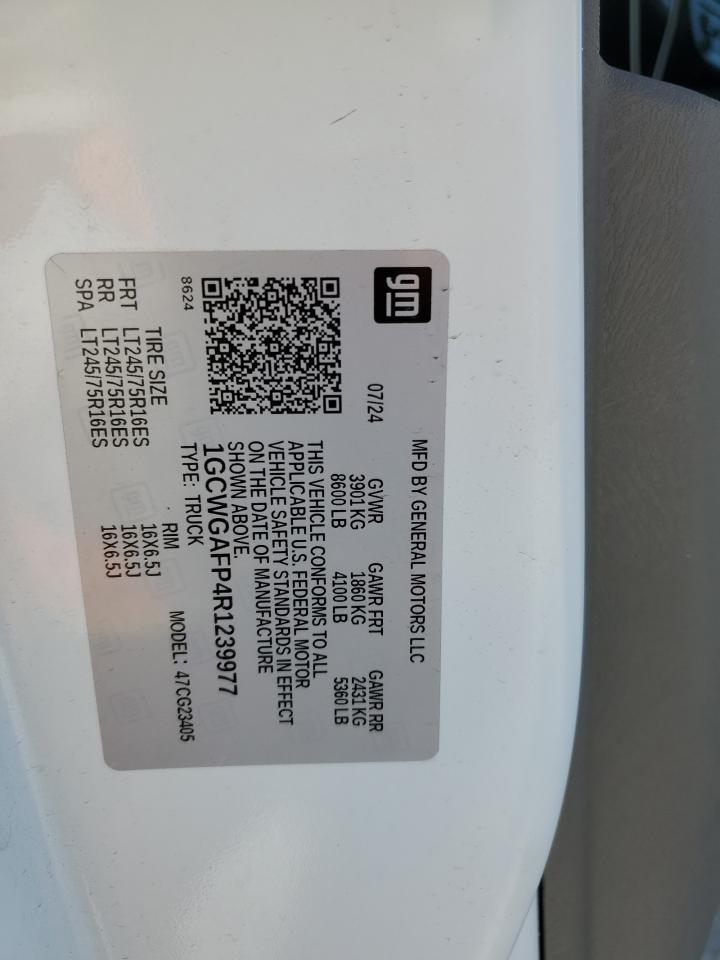 gm
MFD BY GENERAL MOTORS LLC
07/24
GVWR GAWR FRT GAWR RR
3901 KG 1860 KG 2431 KG
8600 LB 4100 LB 5360 LB
THIS VEHICLE CONFORMS TO ALL
APPLICABLE U.S. FEDERAL MOTOR
VEHICLE SAFETY STANDARDS IN EFFECT
ON THE DATE OF MANUFACTURE
SHOWN ABOVE.
1GCWGAFP4R1239977
8624
TYPE: TRUCK MODEL: 47CG23405
TIRE SIZE RIM
FRT LT245/75R16ES 16X6.5J
RR LT245/75R16ES 16X6.5J
SPA LT245/75R16ES 16X6.5J